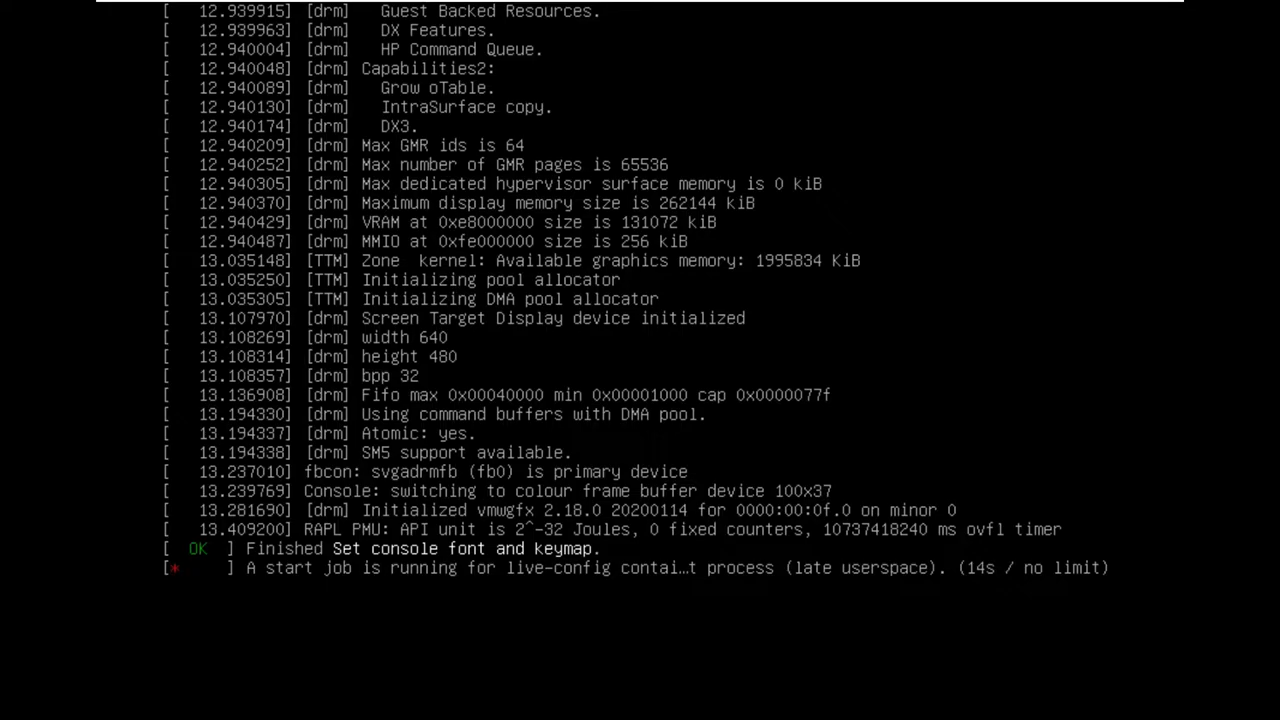 [   12.939915] [drm]   Guest Backed Resources.
[   12.939963] [drm]   DX Features.
[   12.940004] [drm]   HP Command Queue.
[   12.940048] [drm] Capabilities2:
[   12.940089] [drm]   Grow oTable.
[   12.940130] [drm]   IntraSurface copy.
[   12.940174] [drm]   DX3.
[   12.940209] [drm] Max GMR ids is 64
[   12.940252] [drm] Max number of GMR pages is 65536
[   12.940305] [drm] Max dedicated hypervisor surface memory is 0 kiB
[   12.940370] [drm] Maximum display memory size is 262144 kiB
[   12.940429] [drm] VRAM at 0xe8000000 size is 131072 kiB
[   12.940487] [drm] MMIO at 0xfe000000 size is 256 kiB
[   13.035148] [TTM] Zone  kernel: Available graphics memory: 1995834 KiB
[   13.035250] [TTM] Initializing pool allocator
[   13.035305] [TTM] Initializing DMA pool allocator
[   13.107970] [drm] Screen Target Display device initialized
[   13.108269] [drm] width 640
[   13.108314] [drm] height 480
[   13.108357] [drm] bpp 32
[   13.136908] [drm] Fifo max 0x00040000 min 0x00001000 cap 0x0000077f
[   13.194330] [drm] Using command buffers with DMA pool.
[   13.194337] [drm] Atomic: yes.
[   13.194338] [drm] SM5 support available.
[   13.237010] fbcon: svgadrmfb (fb0) is primary device
[   13.239769] Console: switching to colour frame buffer device 100x37
[   13.281690] [drm] Initialized vmwgfx 2.18.0 20200114 for 0000:00:0f.0 on minor 0
[   13.409200] RAPL PMU: API unit is 2^-32 Joules, 0 fixed counters, 10737418240 ms ovfl timer
[  OK  ] Finished Set console font and keymap.
[*     ] A start job is running for live-config contai…t process (late userspace). (14s / no limit)